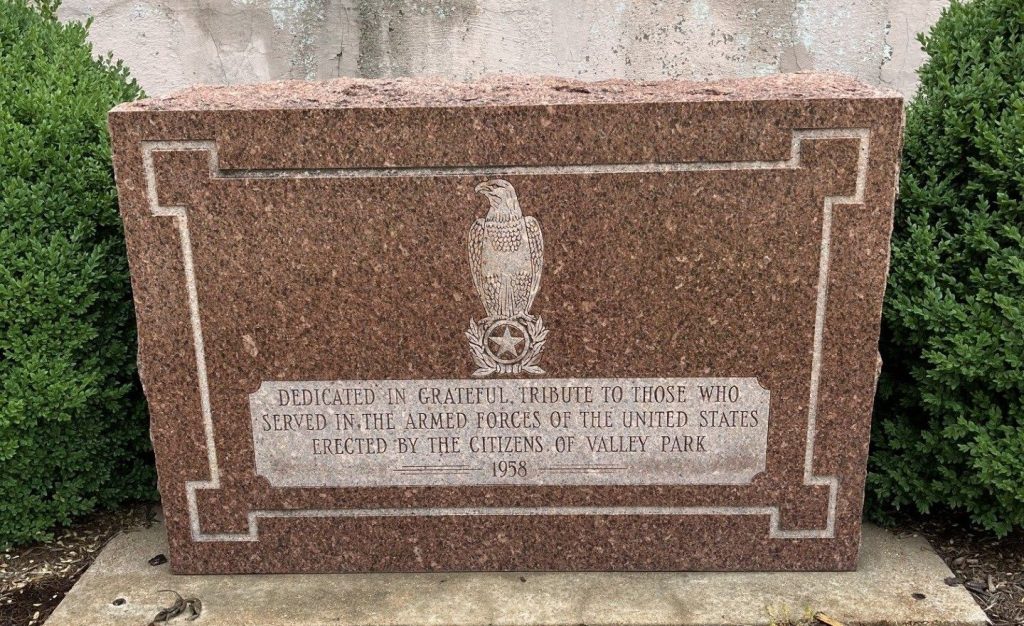 DEDICATED IN GRATEFUL TRIBUTE TO THOSE WHO
SERVED IN THE ARMED FORCES OF THE UNITED STATES
ERECTED BY THE CITIZENS OF VALLEY PARK
1958